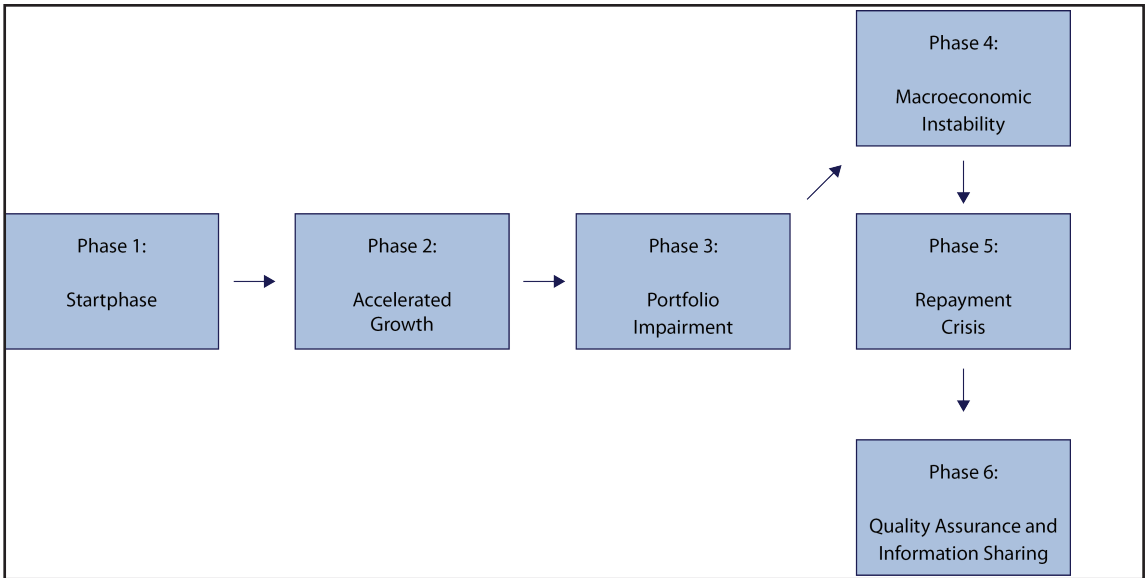 Phase 1:
Startphase
Phase 2:
Accelerated
Growth
Phase 3:
Portfolio
Impairment
Phase 4:
Macroeconomic
Instability
Phase 5:
Repayment
Crisis
Phase 6:
Quality Assurance and
Information Sharing